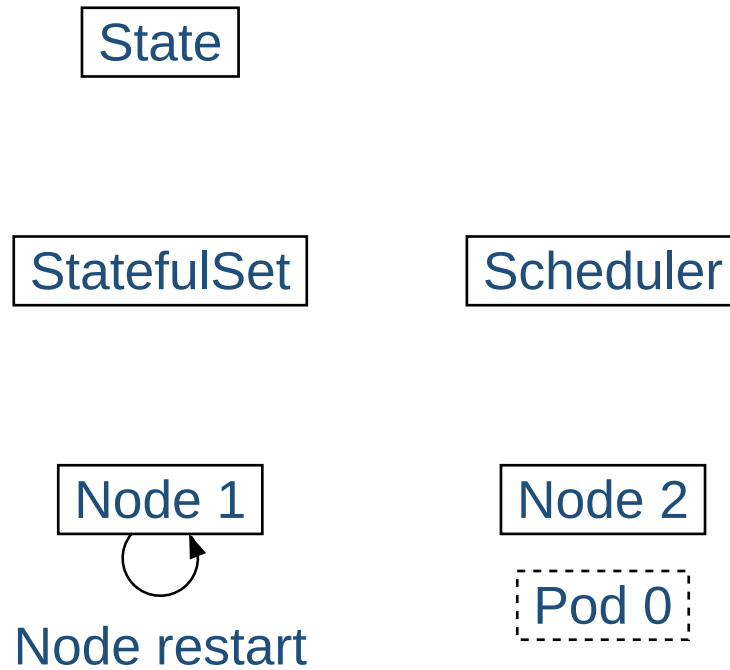 State
StatefulSet
Scheduler
Node 1
Node 2
Pod 0
Node restart